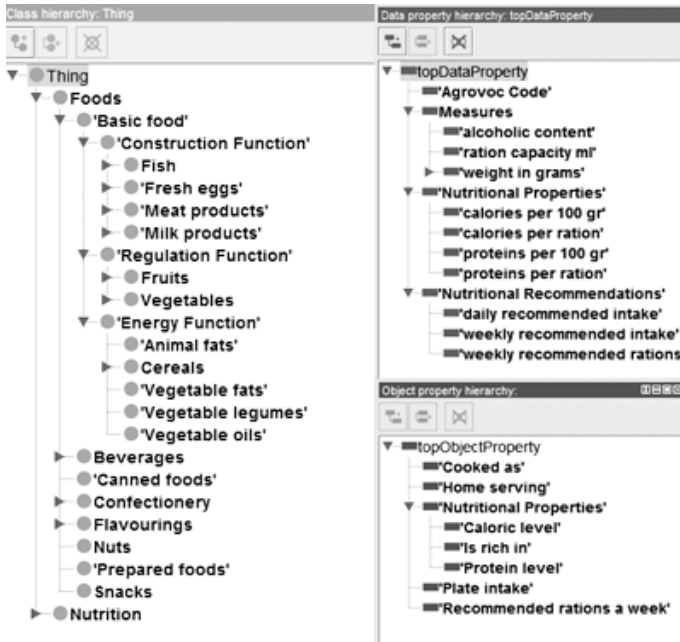 Class hierarchy: Thing
Thing
Foods
'Basic food'
'Construction Function'
Fish
'Fresh eggs'
'Meat products'
'Milk products'
'Regulation Function'
Fruits
Vegetables
'Energy Function'
'Animal fats'
Cereals
'Vegetable fats'
'Vegetable legumes'
'Vegetable oils'
Beverages
'Canned foods'
Confectionery
Flavourings
Nuts
'Prepared foods'
Snacks
Nutrition
Data property hierarchy: topDataProperty
topDataProperty
'Agrovoc Code'
Measures
'alcoholic content'
'ration capacity ml'
'weight in grams'
'Nutritional Properties'
'calories per 100 gr'
'calories per ration'
'proteins per 100 gr'
'proteins per ration'
'Nutritional Recommendations'
'daily recommended intake'
'weekly recommended intake'
'weekly recommended rations
Object property hierarchy:
topObjectProperty
'Cooked as'
'Home serving'
'Nutritional Properties'
'Caloric level'
'Is rich in'
'Protein level'
'Plate intake'
'Recommended rations a week'